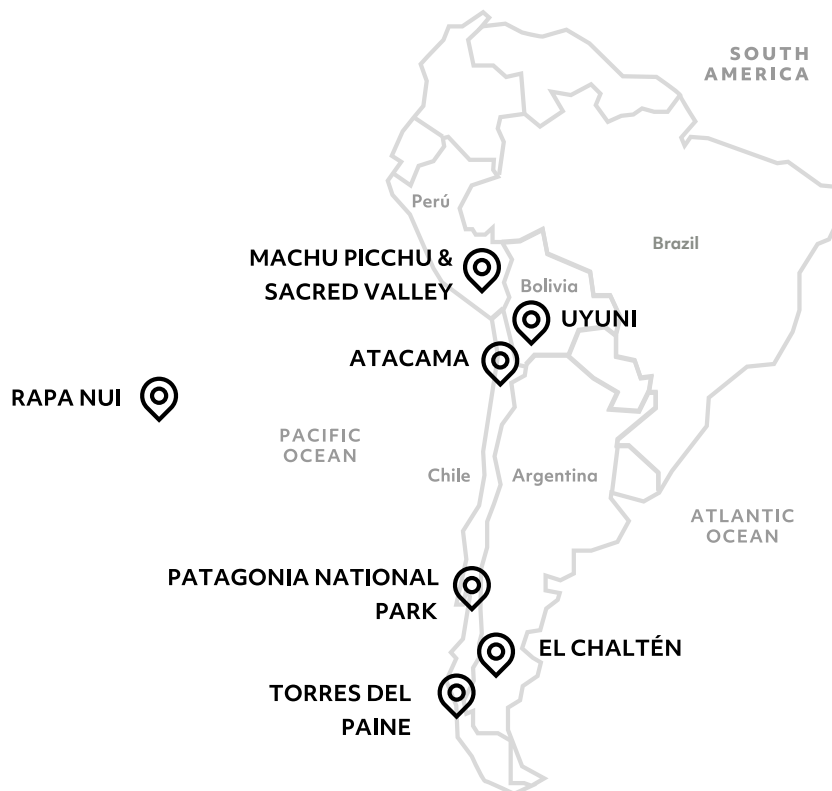 SOUTH
AMERICA
Perú
Brazil
MACHU PICCHU &
SACRED VALLEY
Bolivia
UYUNI
ATACAMA
RAPA NUI
PACIFIC
OCEAN
Chile
Argentina
ATLANTIC
OCEAN
PATAGONIA NATIONAL
PARK
EL CHALTÉN
TORRES DEL
PAINE